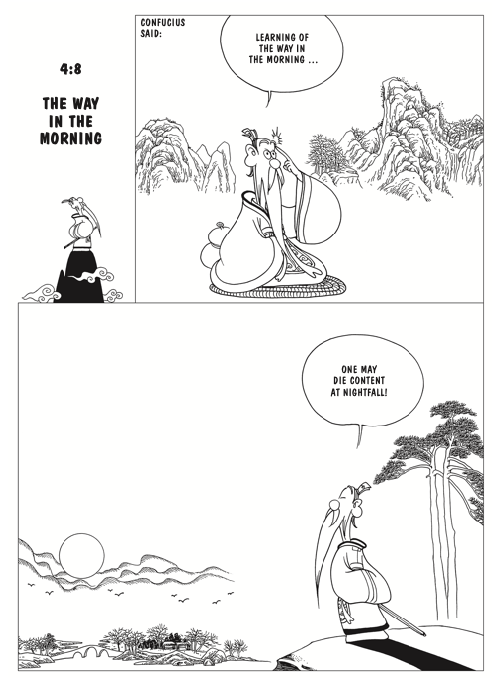 4:8
THE WAY
IN THE
MORNING
CONFUCIUS
SAID:
LEARNING OF
THE WAY IN
THE MORNING ...
ONE MAY
DIE CONTENT
AT NIGHTFALL!